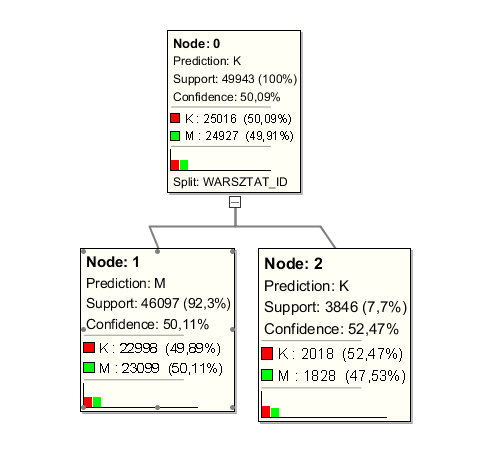 Node: 0
Prediction: K
Support: 49943 (100%)
Confidence: 50,09%
K : 25016 (50,09%)
M : 24927 (49,91%)
Split: WARSZTAT_ID
Node: 1
Prediction: M
Support: 46097 (92,3%)
Confidence: 50,11%
K : 22998 (49,89%)
M : 23099 (50,11%)
Node: 2
Prediction: K
Support: 3846 (7,7%)
Confidence: 52,47%
K : 2018 (52,47%)
M : 1828 (47,53%)